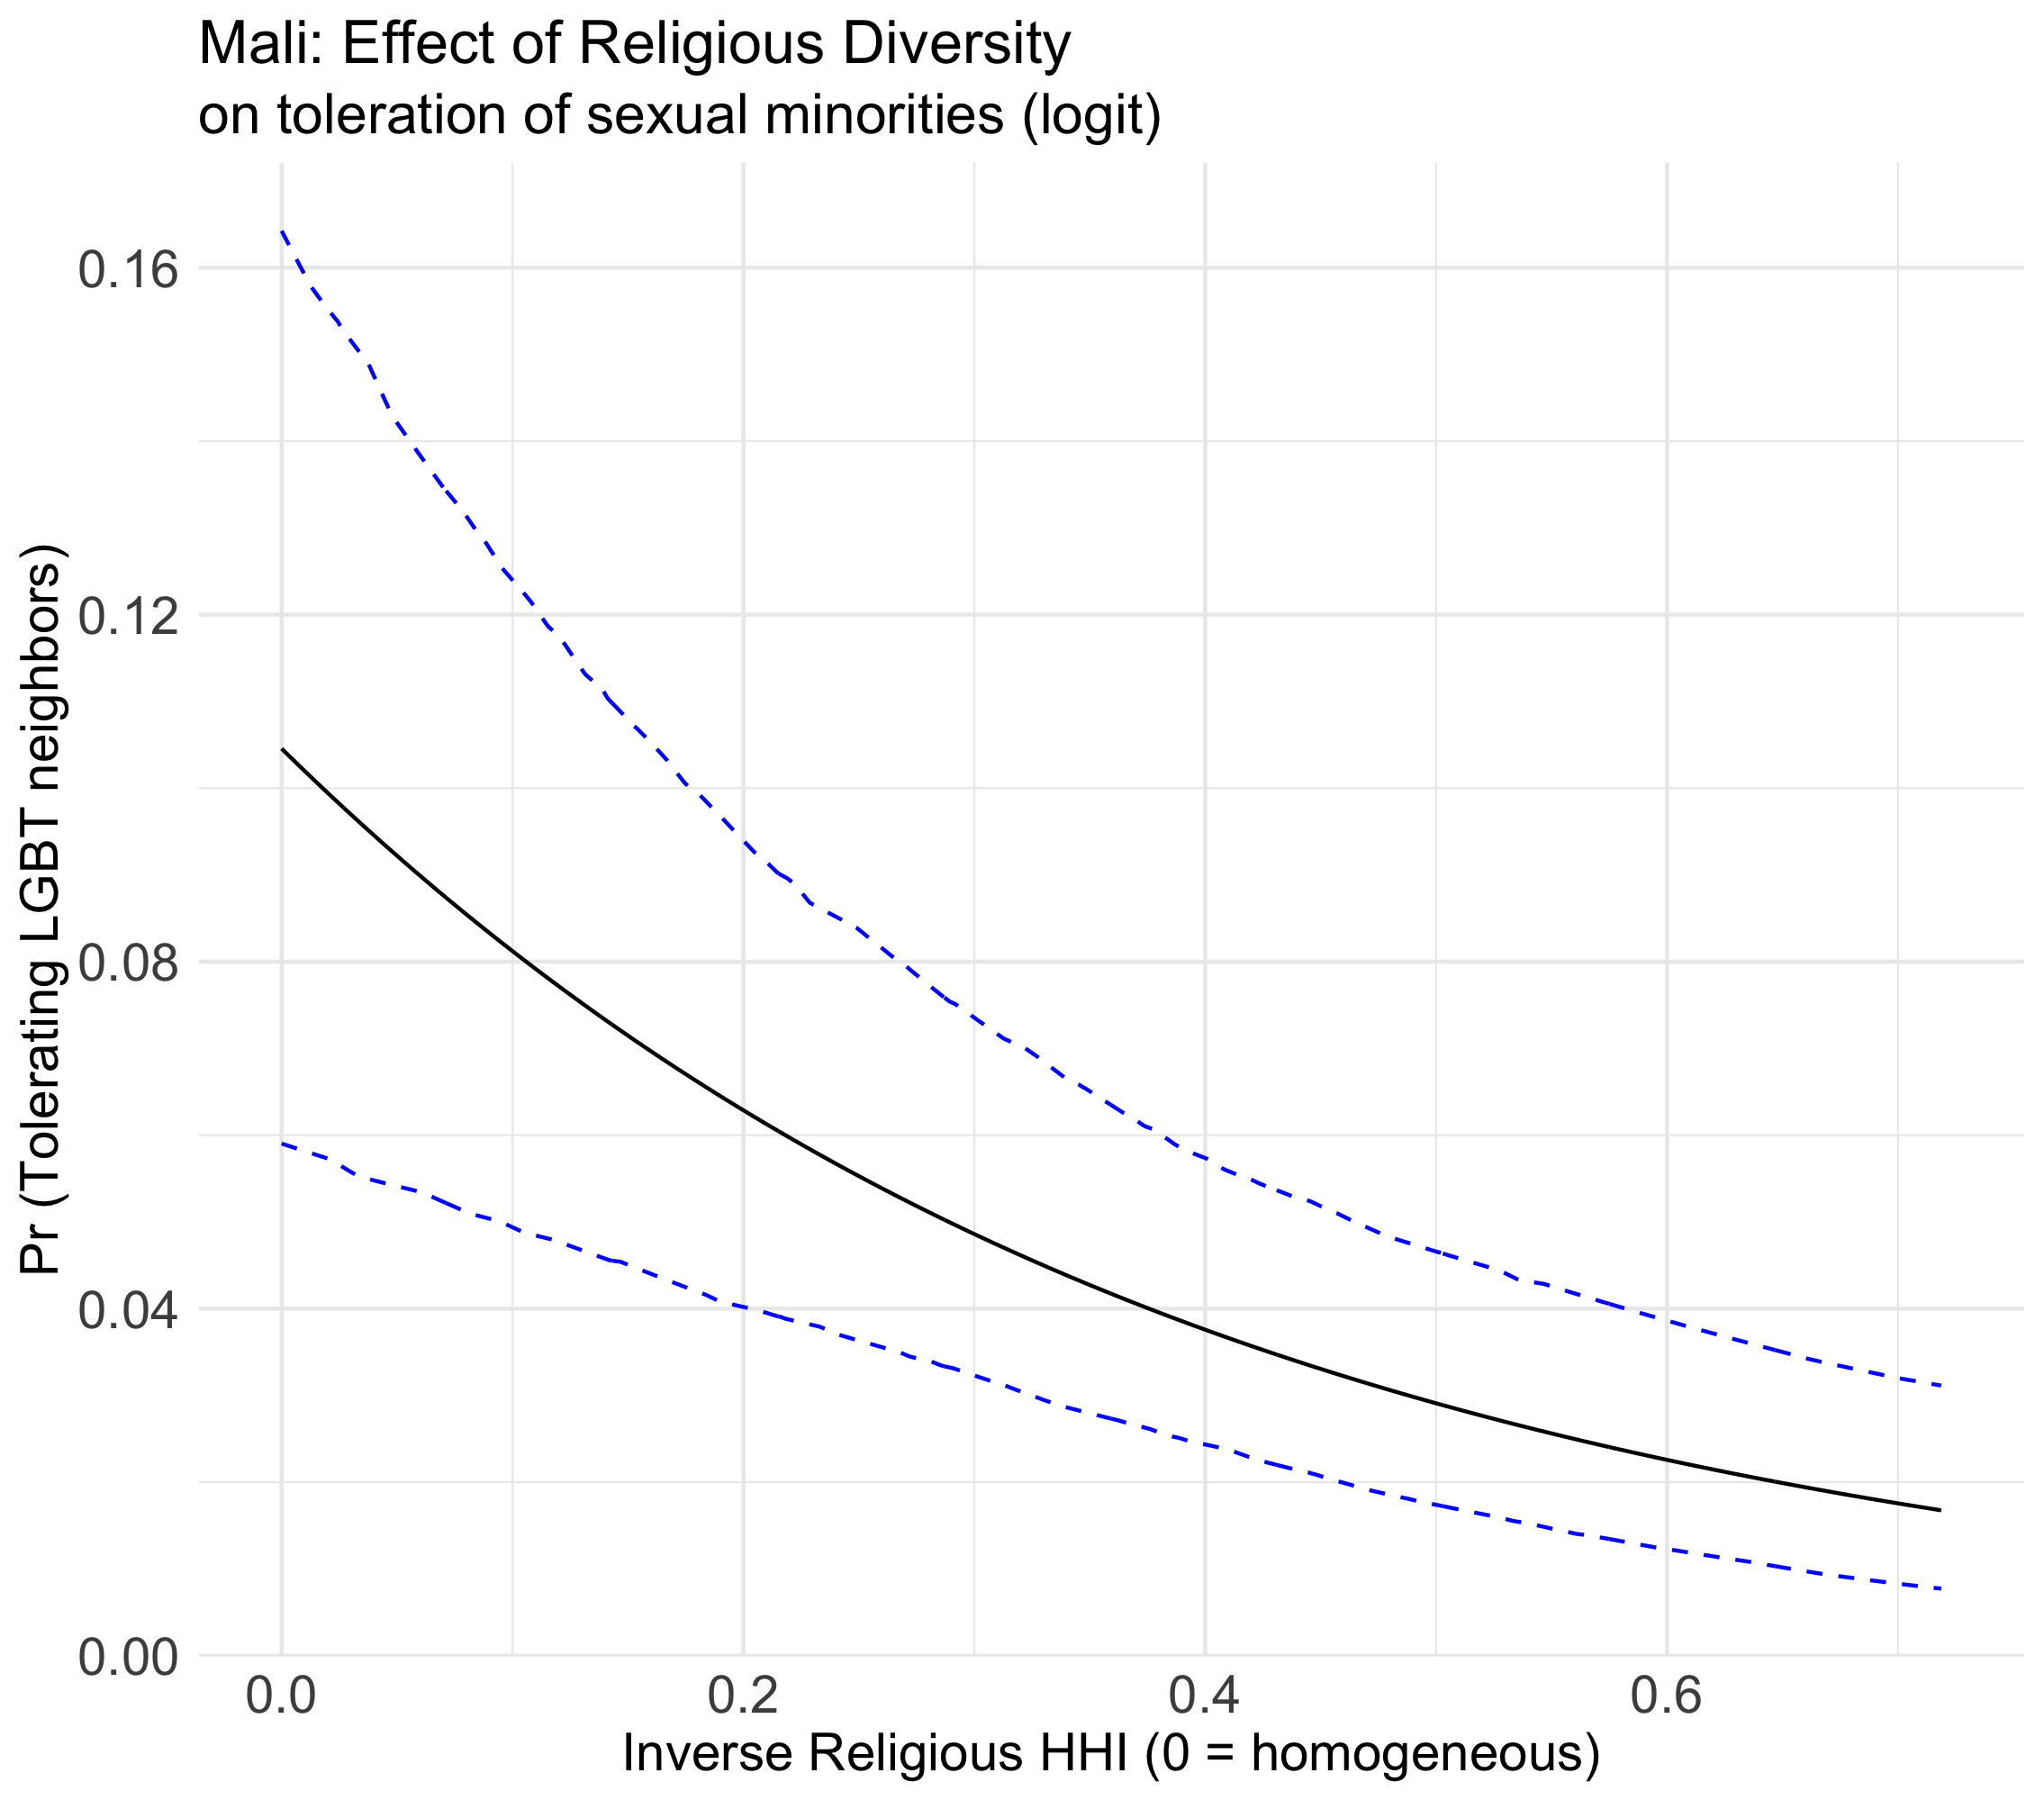 Mali: Effect of Religious Diversity
on toleration of sexual minorities (logit)
Pr (Tolerating LGBT neighbors)
0.16
0.12
0.08
0.04
0.00
0.0 0.2 0.4 0.6
Inverse Religious HHI (0 = homogeneous)